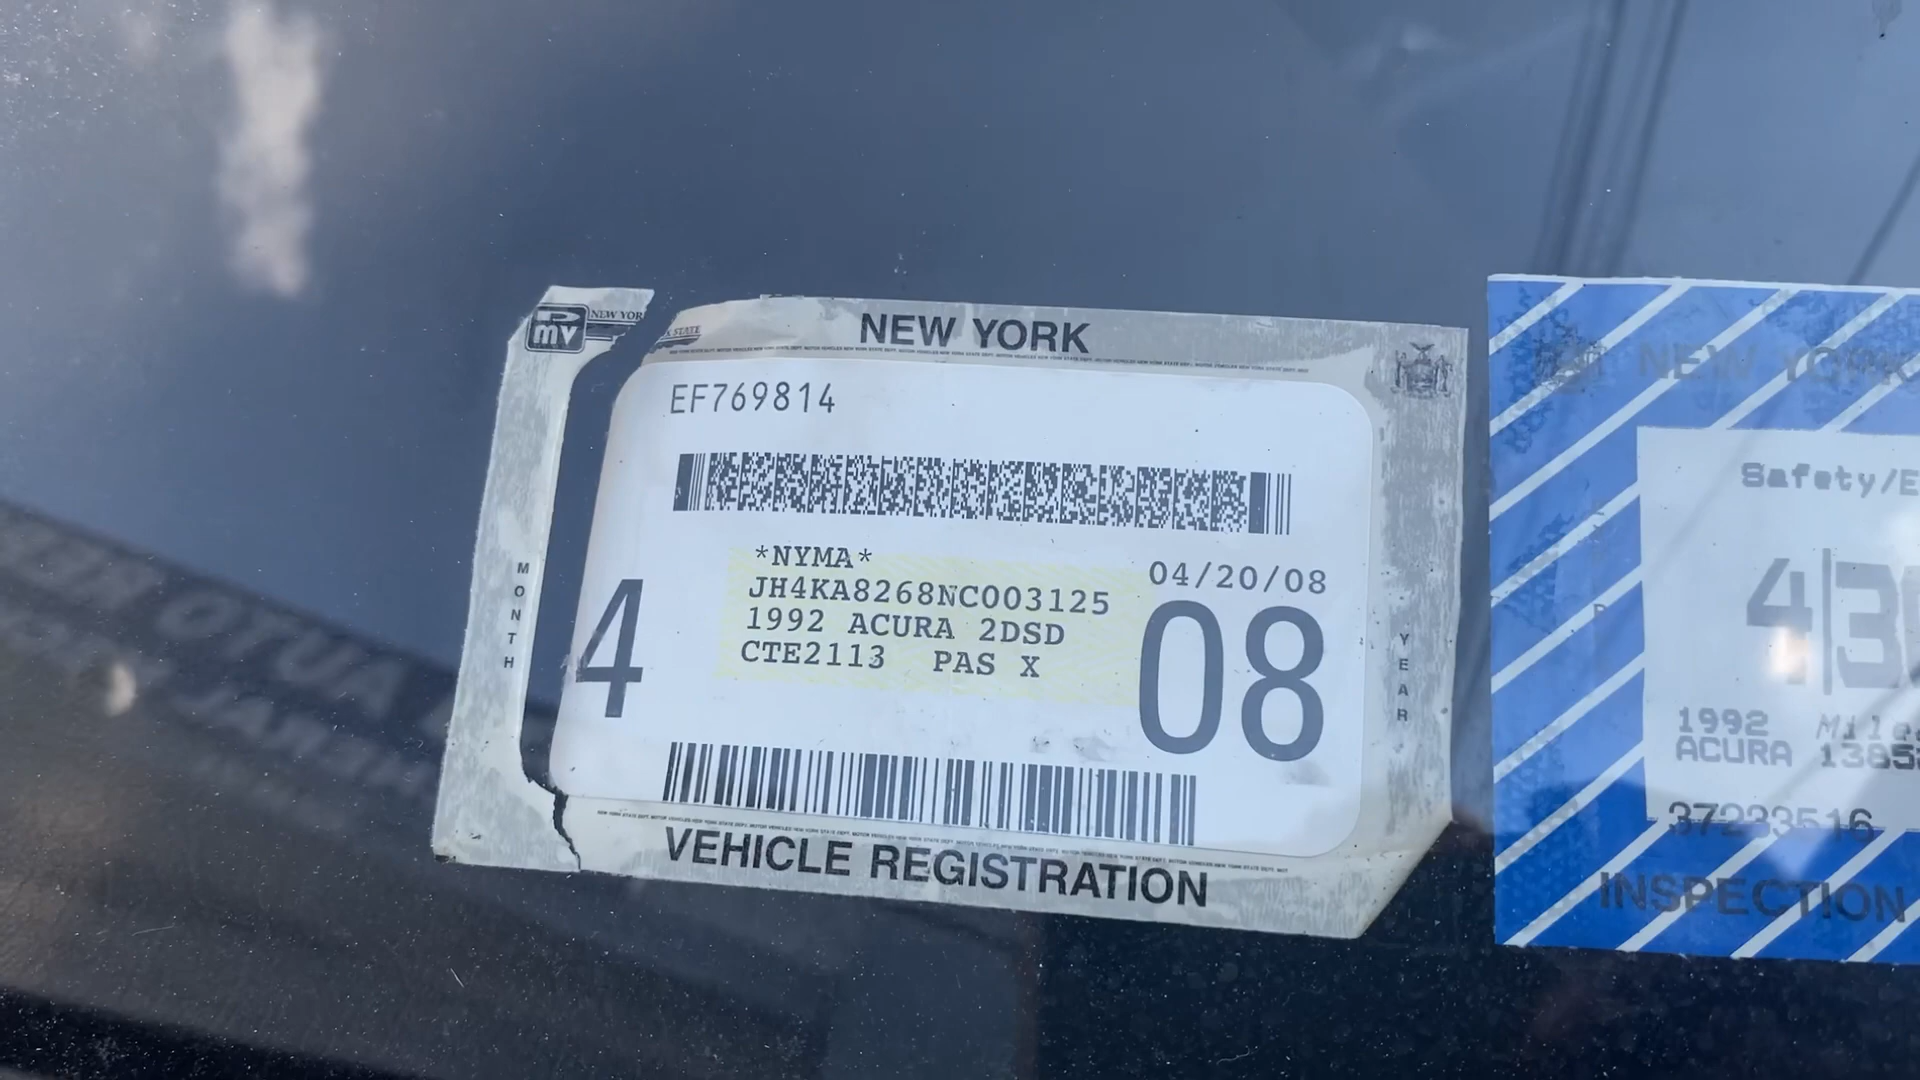 NEW YORK
EF769814
*NYMA*
JH4KA8268NC003125
04/20/08
1992 ACURA 2DSD
CTE2113 PAS X
4
08
MONTH
YEAR
VEHICLE REGISTRATION
NEW YORK
Safety/E
4|3
1992
ACURA
37223516
INSPECTION